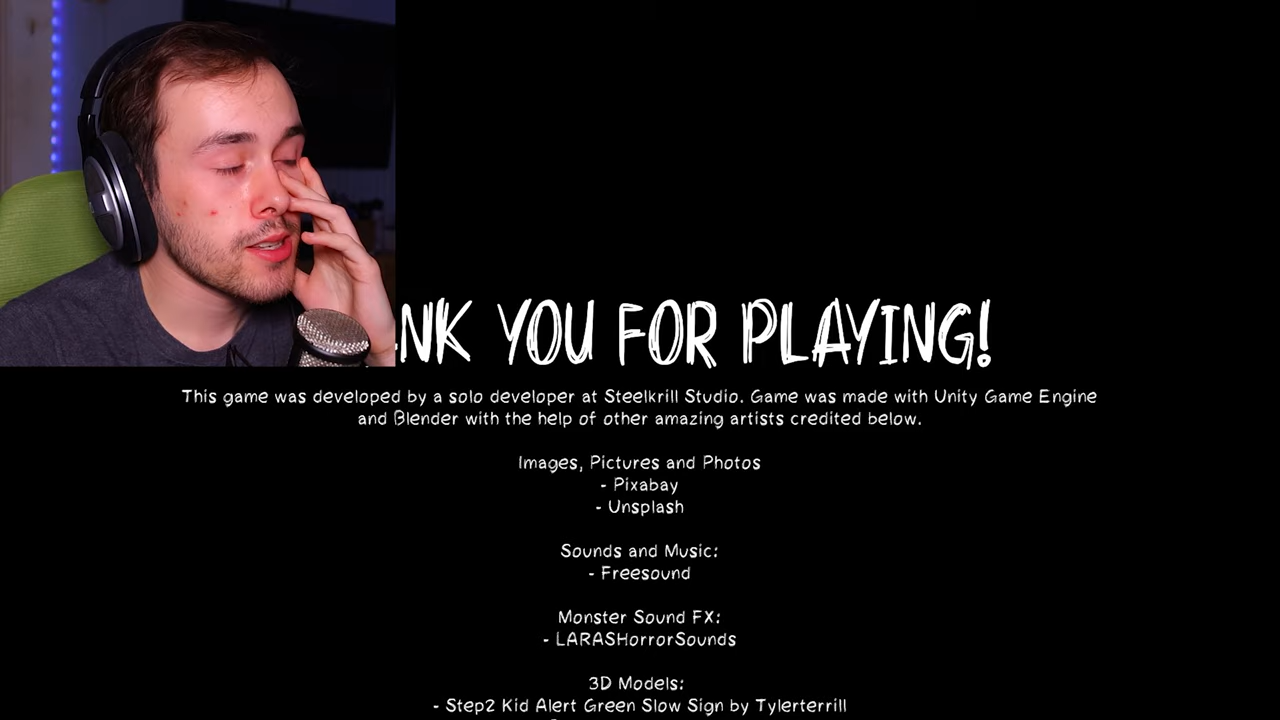 YOU FOR PLAYING!
This game was developed by a solo developer at Steelkrill Studio. Game was made with Unity Game Engine
and Blender with the help of other amazing artists credited below.
Images, Pictures and Photos
- Pixabay
- Unsplash
Sounds and Music:
- Freesound
Monster Sound FX:
- LARASHorrorSounds
3D Models:
- Step2 Kid Alert Green Slow Sign by Tylerterrill